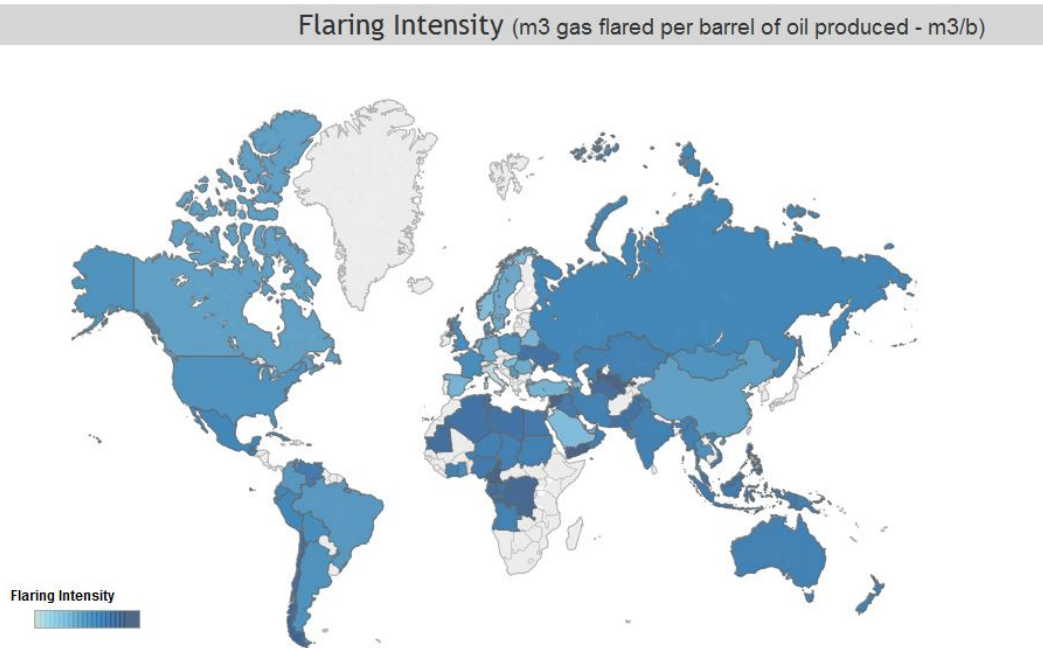 Flaring Intensity (m3 gas flared per barrel of oil produced - m3/b)
Flaring Intensity